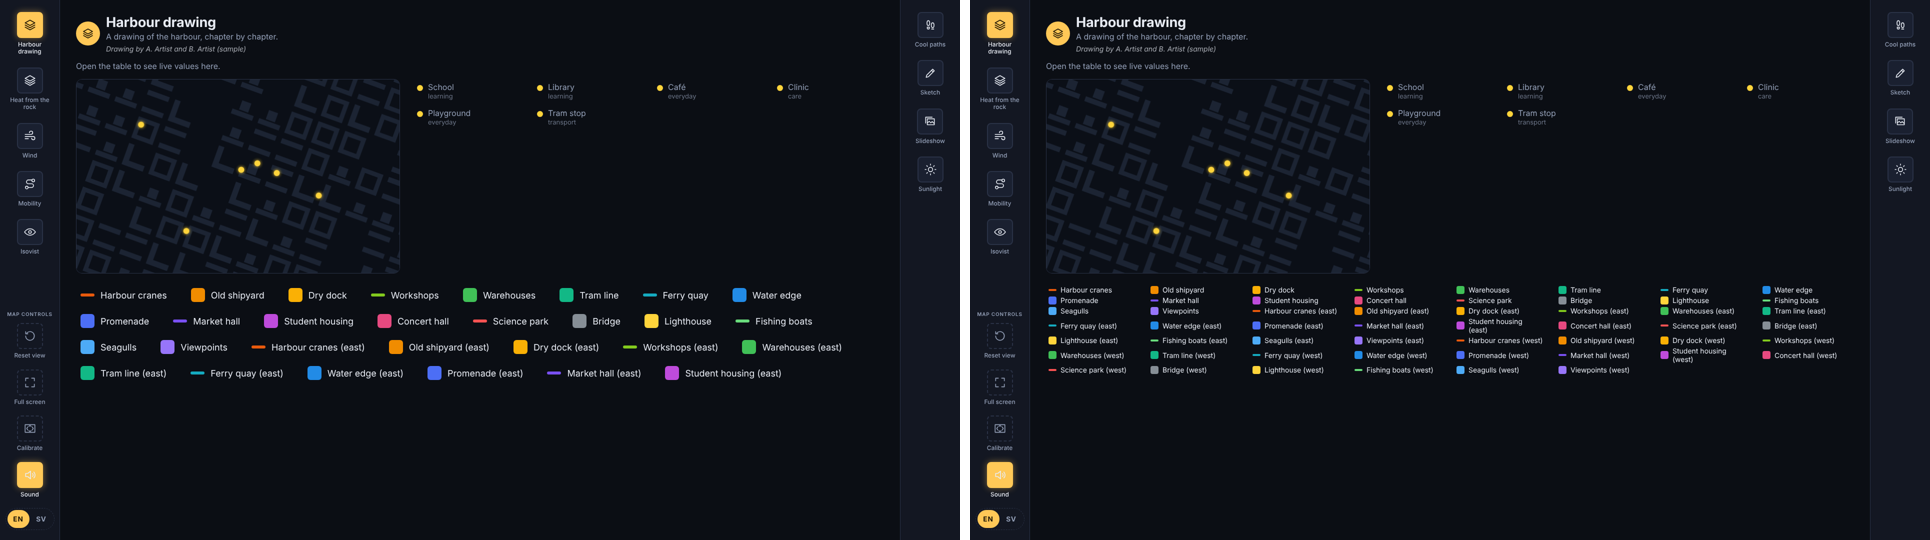 Harbour drawing
A drawing of the harbour, chapter by chapter.
Drawing by A. Artist and B. Artist (sample)
Open the table to see live values here.
Harbour
drawing
Heat from the
rock
Wind
Mobility
Isovist
MAP CONTROLS
Reset view
Full screen
Calibrate
Sound
EN SV
School
learning
Library
learning
Café
everyday
Clinic
care
Playground
everyday
Tram stop
transport
Harbour cranes Old shipyard Dry dock Workshops Warehouses Tram line Ferry quay Water edge
Promenade Market hall Student housing Concert hall Science park Bridge Lighthouse Fishing boats
Seagulls Viewpoints Harbour cranes (east) Old shipyard (east) Dry dock (east) Workshops (east) Warehouses (east)
Tram line (east) Ferry quay (east) Water edge (east) Promenade (east) Market hall (east) Student housing (east)
Cool paths
Sketch
Slideshow
Sunlight
Harbour drawing
A drawing of the harbour, chapter by chapter.
Drawing by A. Artist and B. Artist (sample)
Open the table to see live values here.
Harbour
drawing
Heat from the
rock
Wind
Mobility
Isovist
MAP CONTROLS
Reset view
Full screen
Calibrate
Sound
EN SV
School
learning
Library
learning
Café
everyday
Clinic
care
Playground
everyday
Tram stop
transport
Harbour cranes Old shipyard Dry dock Workshops Warehouses Tram line Ferry quay Water edge
Promenade Market hall Student housing Concert hall Science park Bridge Lighthouse Fishing boats
Seagulls Viewpoints Harbour cranes (east) Old shipyard (east) Dry dock (east) Workshops (east) Warehouses (east) Tram line (east)
Ferry quay (east) Water edge (east) Promenade (east) Market hall (east) Student housing
(east) Concert hall (east) Science park (east) Bridge (east)
Lighthouse (east) Fishing boats (east) Seagulls (east) Viewpoints (east) Harbour cranes (west) Old shipyard (west) Dry dock (west) Workshops (west)
Warehouses (west) Tram line (west) Ferry quay (west) Water edge (west) Promenade (west) Market hall (west) Student housing
(west) Concert hall (west)
Science park (west) Bridge (west) Lighthouse (west) Fishing boats (west) Seagulls (west) Viewpoints (west)
Cool paths
Sketch
Slideshow
Sunlight